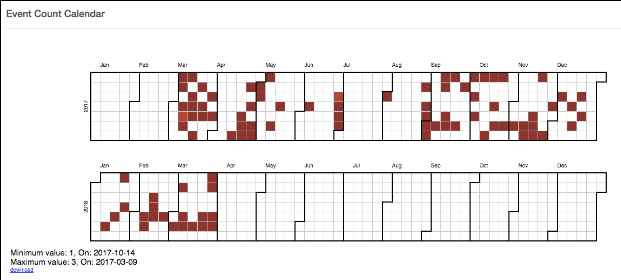 Event Count Calendar
Jan Feb Mar Apr May Jun Jul Aug Sep Oct Nov Dec
2017
Jan Feb Mar Apr May Jun Jul Aug Sep Oct Nov Dec
2018
Minimum value: 1, On: 2017-10-14
Maximum value: 3, On: 2017-03-09
download